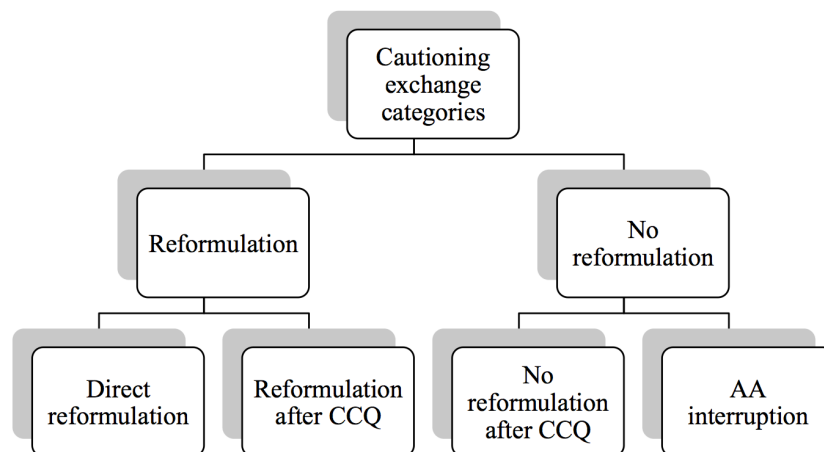 Cautioning
exchange
categories
Reformulation
No
reformulation
Direct
reformulation
Reformulation
after CCQ
No
reformulation
after CCQ
AA
interruption